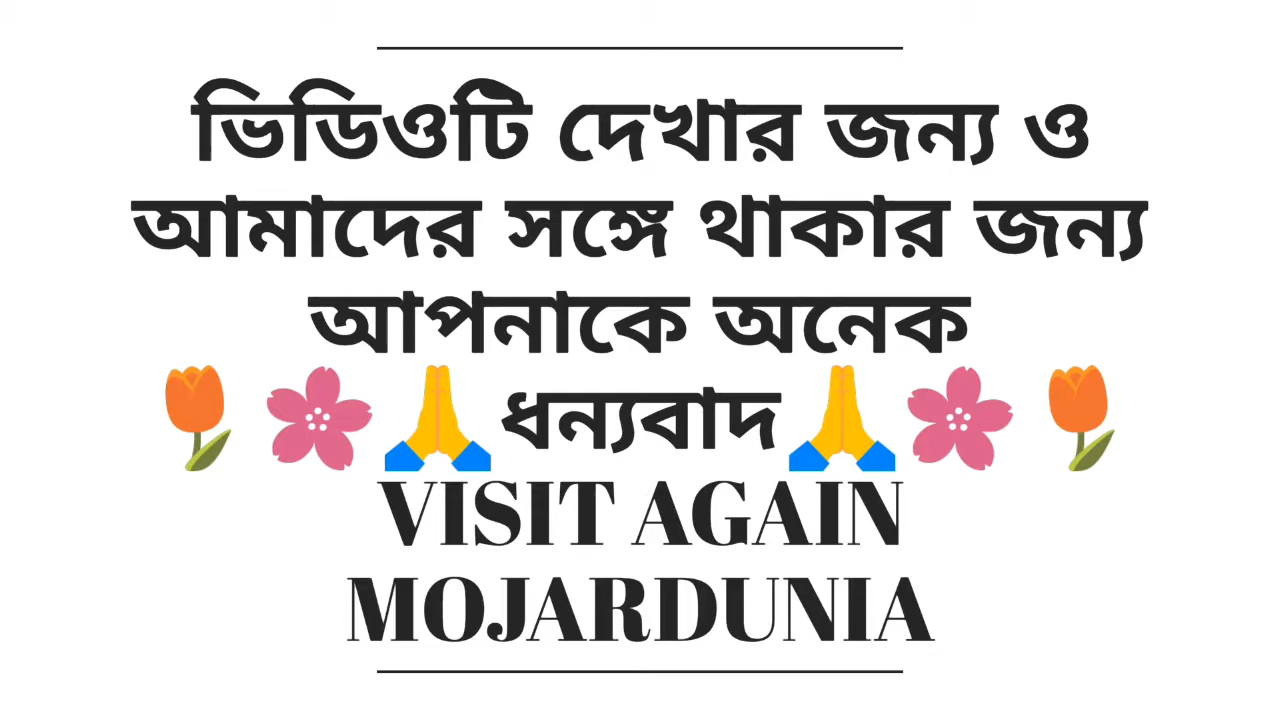 ভিডিওটি দেখার জন্য ও
আমাদের সঙ্গে থাকার জন্য
আপনাকে অনেক
🌷🌸🙏ধন্যবাদ🙏🌸🌷
VISIT AGAIN
MOJARDUNIA